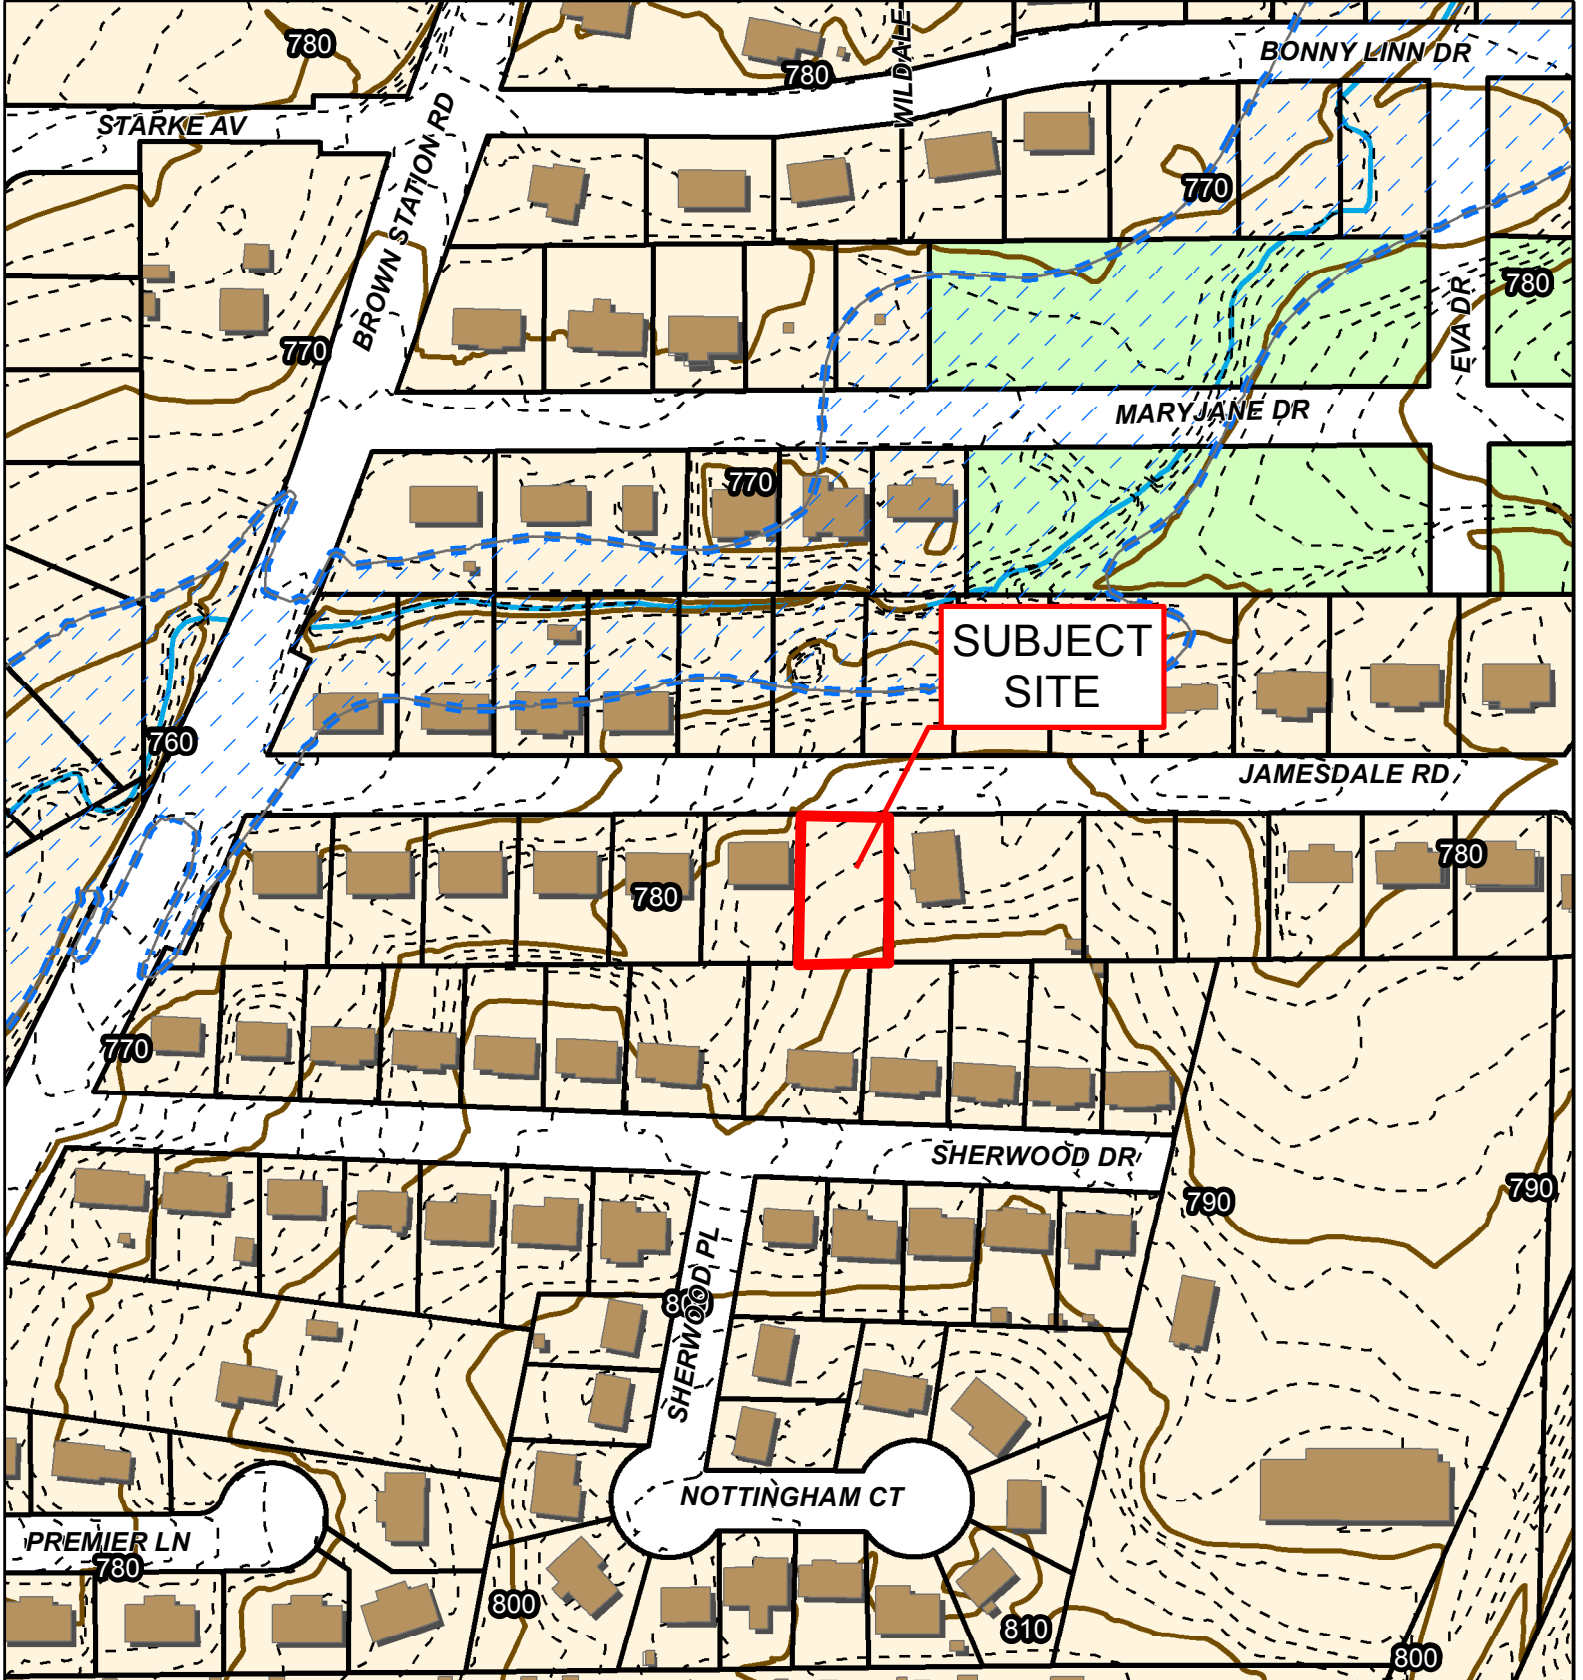 780
780
BONNY LINN DR
WILDALE
STARKE AV
BROWN STATION RD
770
780
770
EVA DR
MARYJANE DR
770
SUBJECT
SITE
760
JAMESDALE RD
780
780
770
SHERWOOD DR
790
790
SHERWOOD PL
NOTTINGHAM CT
PREMIER LN
780
800
810
800